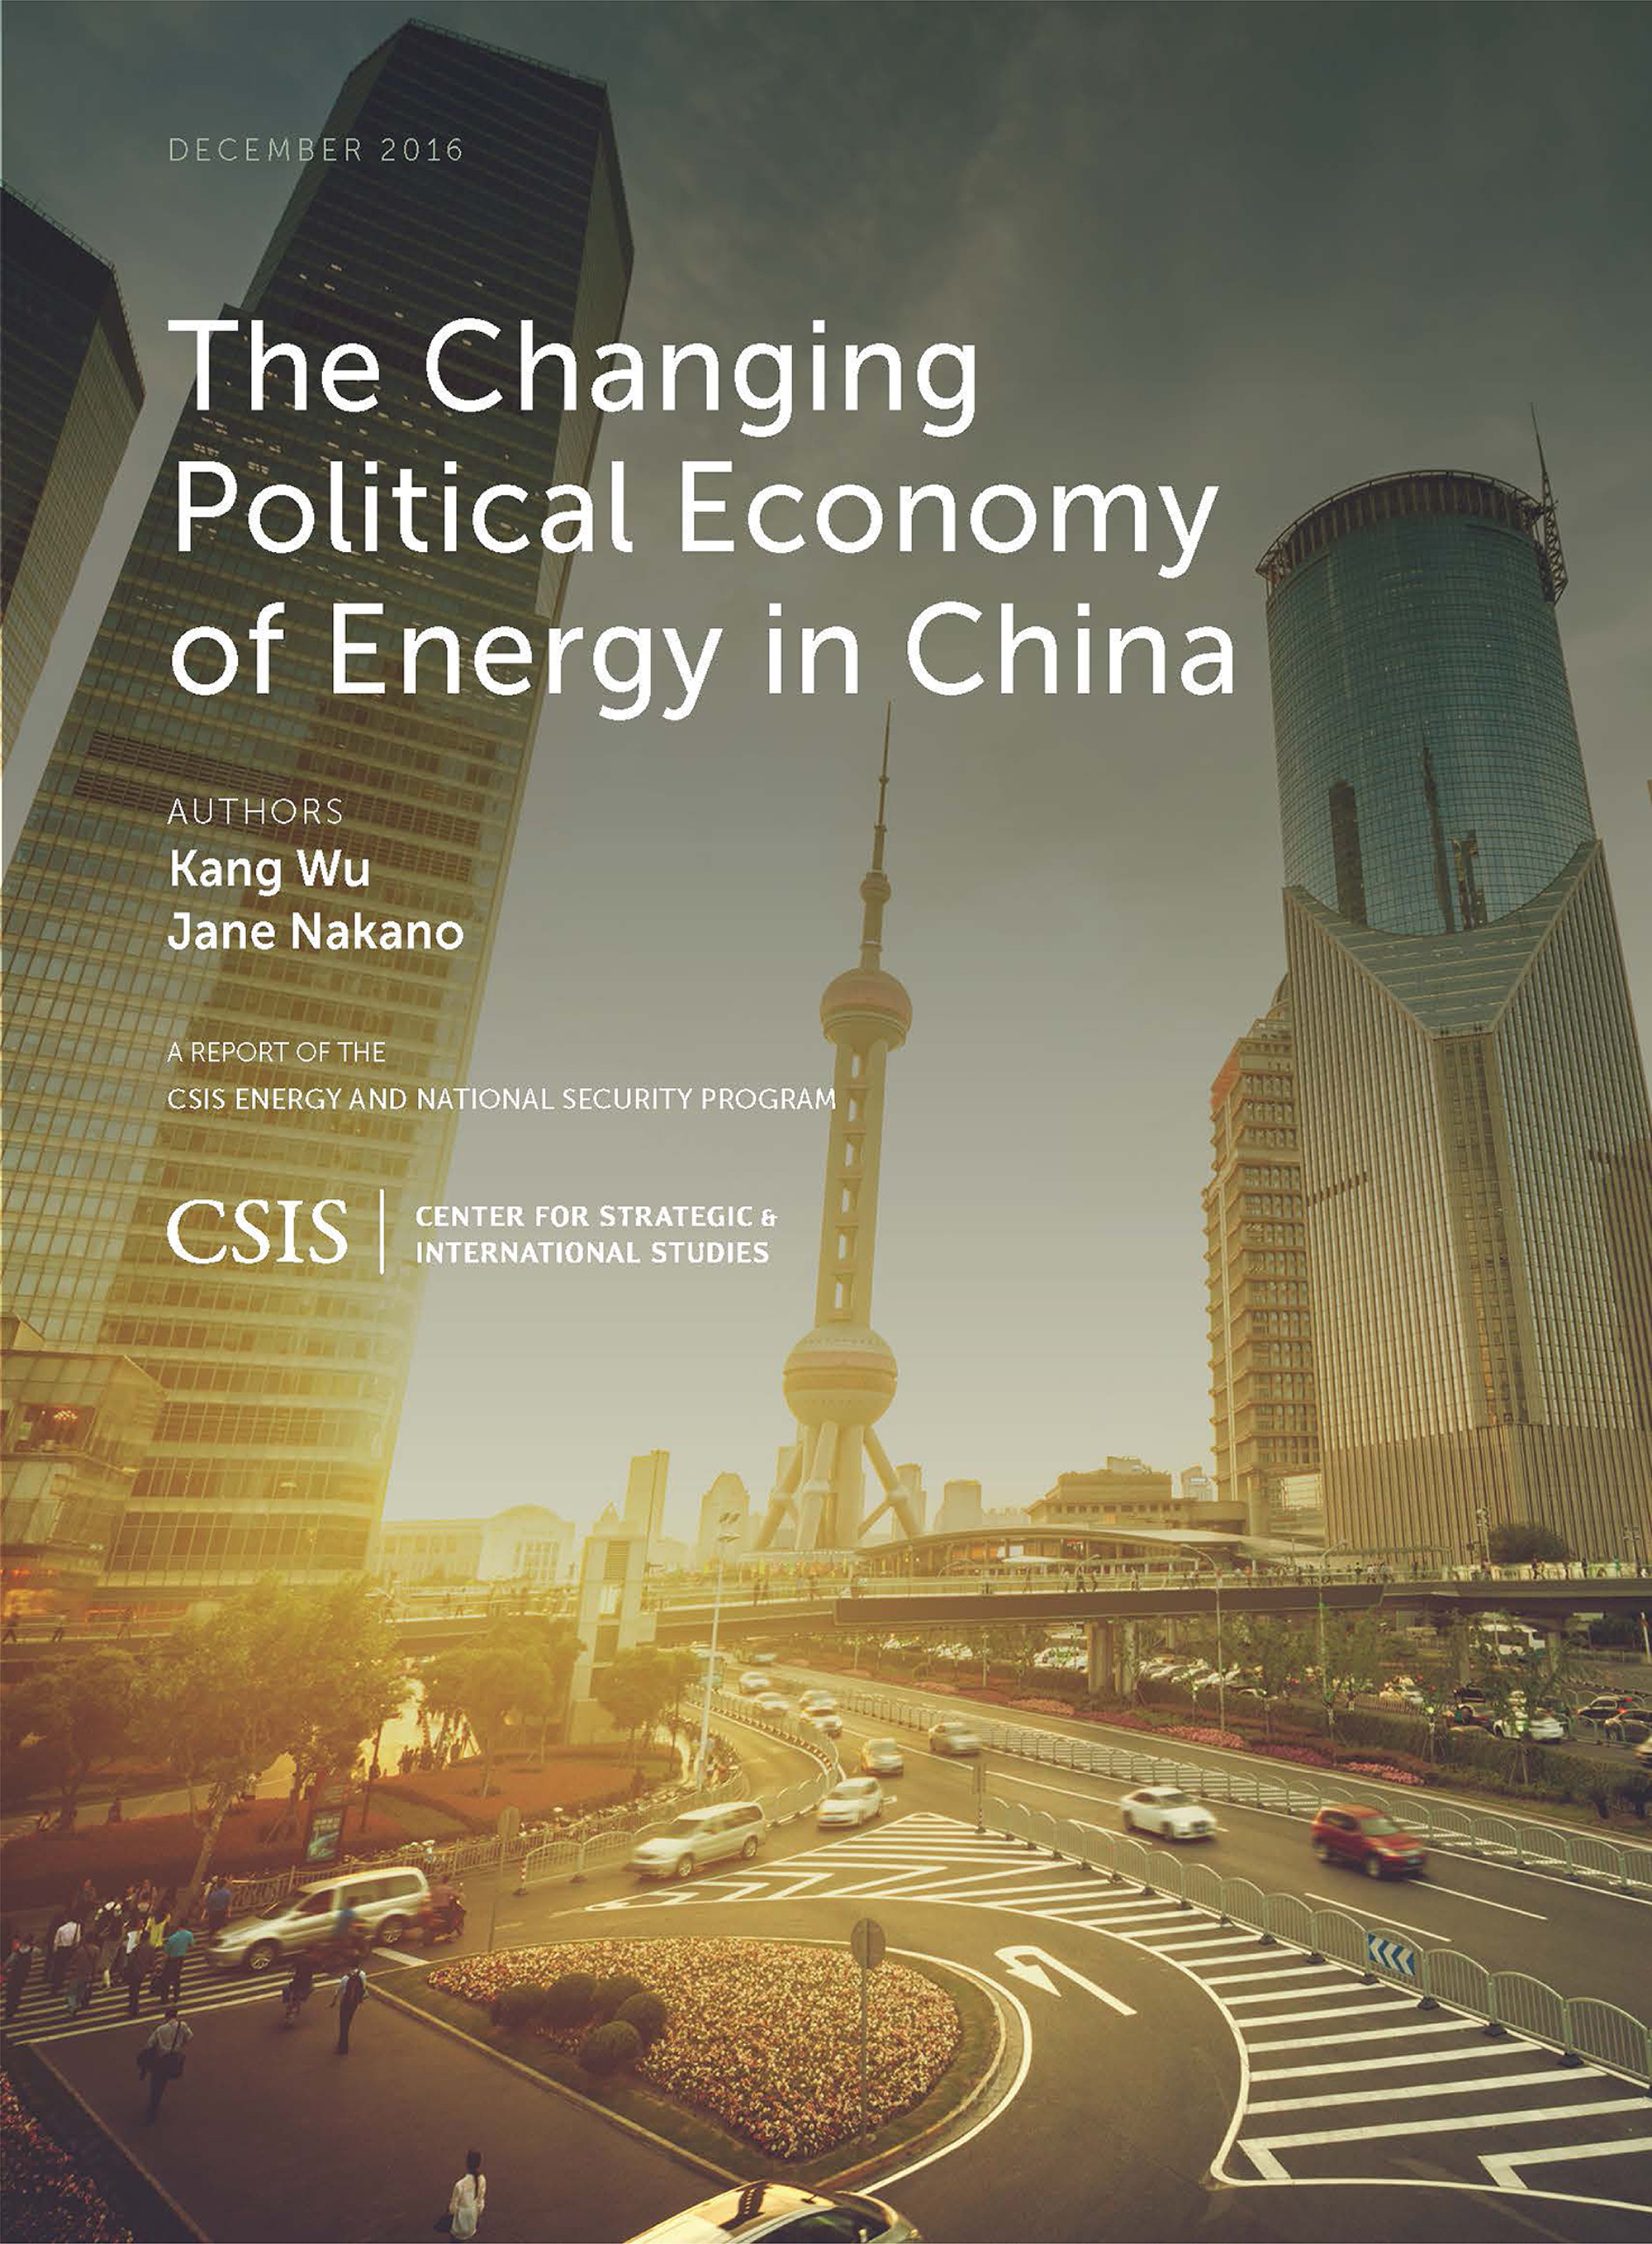 DECEMBER 2016
The Changing
Political Economy
of Energy in China
AUTHORS
Kang Wu
Jane Nakano
A REPORT OF THE
CSIS ENERGY AND NATIONAL SECURITY PROGRAM
CSIS | CENTER FOR STRATEGIC &
INTERNATIONAL STUDIES